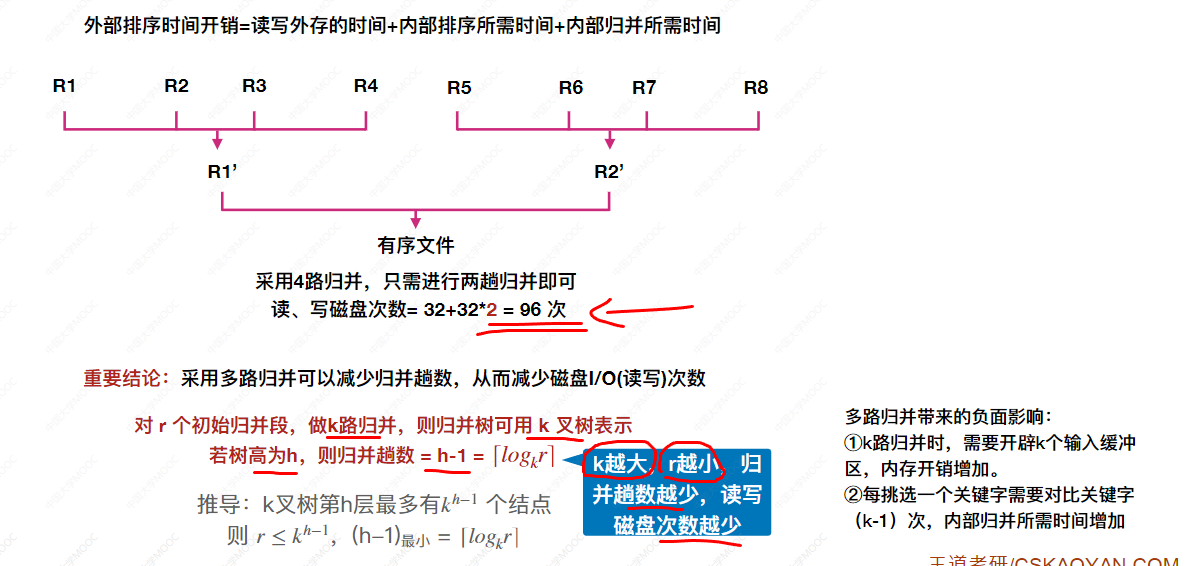 外部排序时间开销=读写外存的时间+内部排序所需时间+内部归并所需时间
R1 R2 R3 R4 R5 R6 R7 R8
R1’ R2’
有序文件
采用4路归并，只需进行两趟归并即可
读、写磁盘次数= 32+32*2 = 96 次
重要结论：采用多路归并可以减少归并趟数，从而减少磁盘I/O(读写)次数
对 r 个初始归并段，做k路归并，则归并树可用 k 叉树表示
若树高为h，则归并趟数 = h-1 = ⌈log_k r⌉
推导：k叉树第h层最多有k^{h−1} 个结点
则 r ≤ k^{h−1}，(h−1)最小 = ⌈log_k r⌉
k越大，r越小，归
并趟数越少，读写
磁盘次数越少
多路归并带来的负面影响：
①k路归并时，需要开辟k个输入缓冲
区，内存开销增加。
②每挑选一个关键字需要对比关键字
（k-1）次，内部归并所需时间增加
王道考研/CSKAOYAN.COM
中国大学MOOC